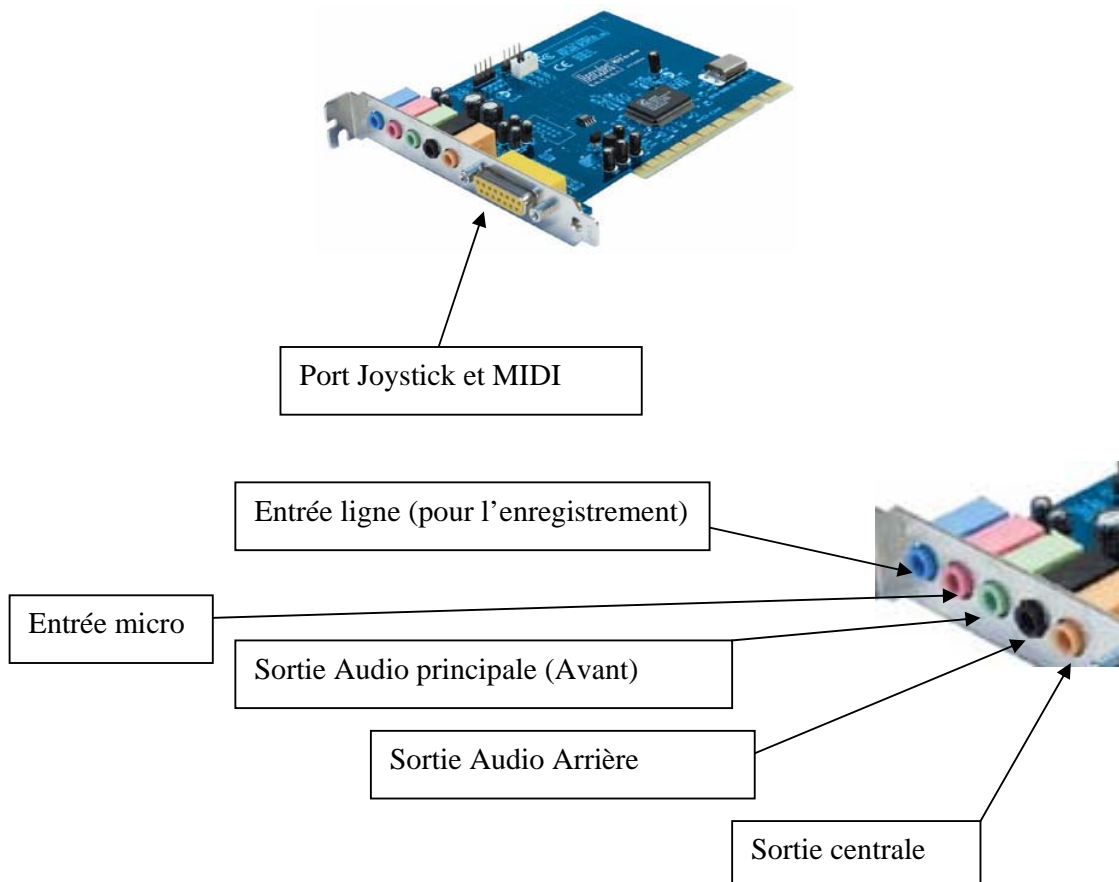 Port Joystick et MIDI
Entrée ligne (pour l’enregistrement)
Entrée micro
Sortie Audio principale (Avant)
Sortie Audio Arrière
Sortie centrale